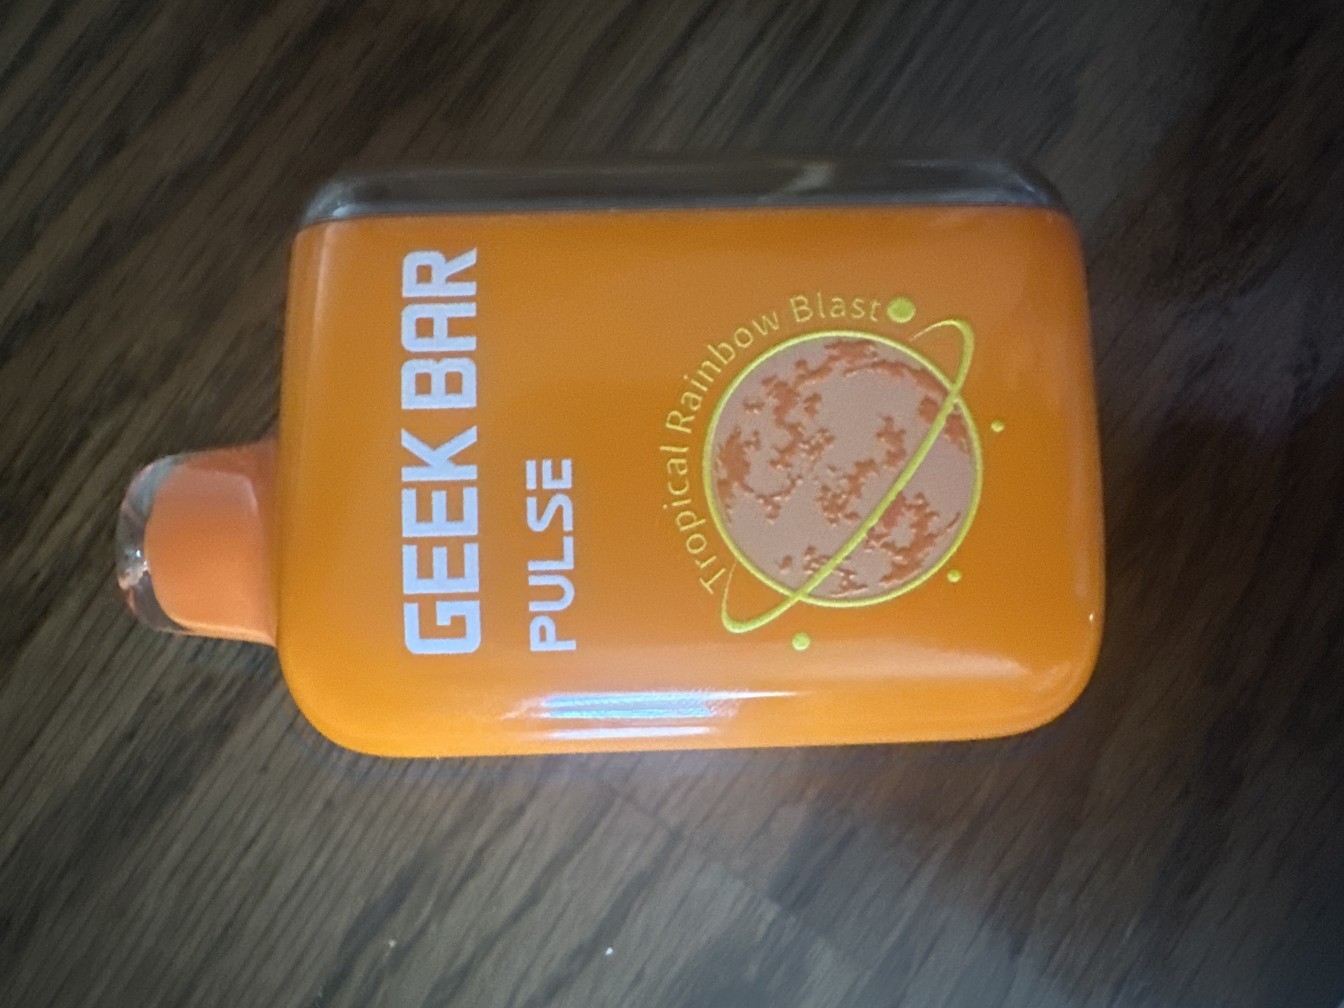 GEEK BAR
PULSE
Tropical Rainbow Blast